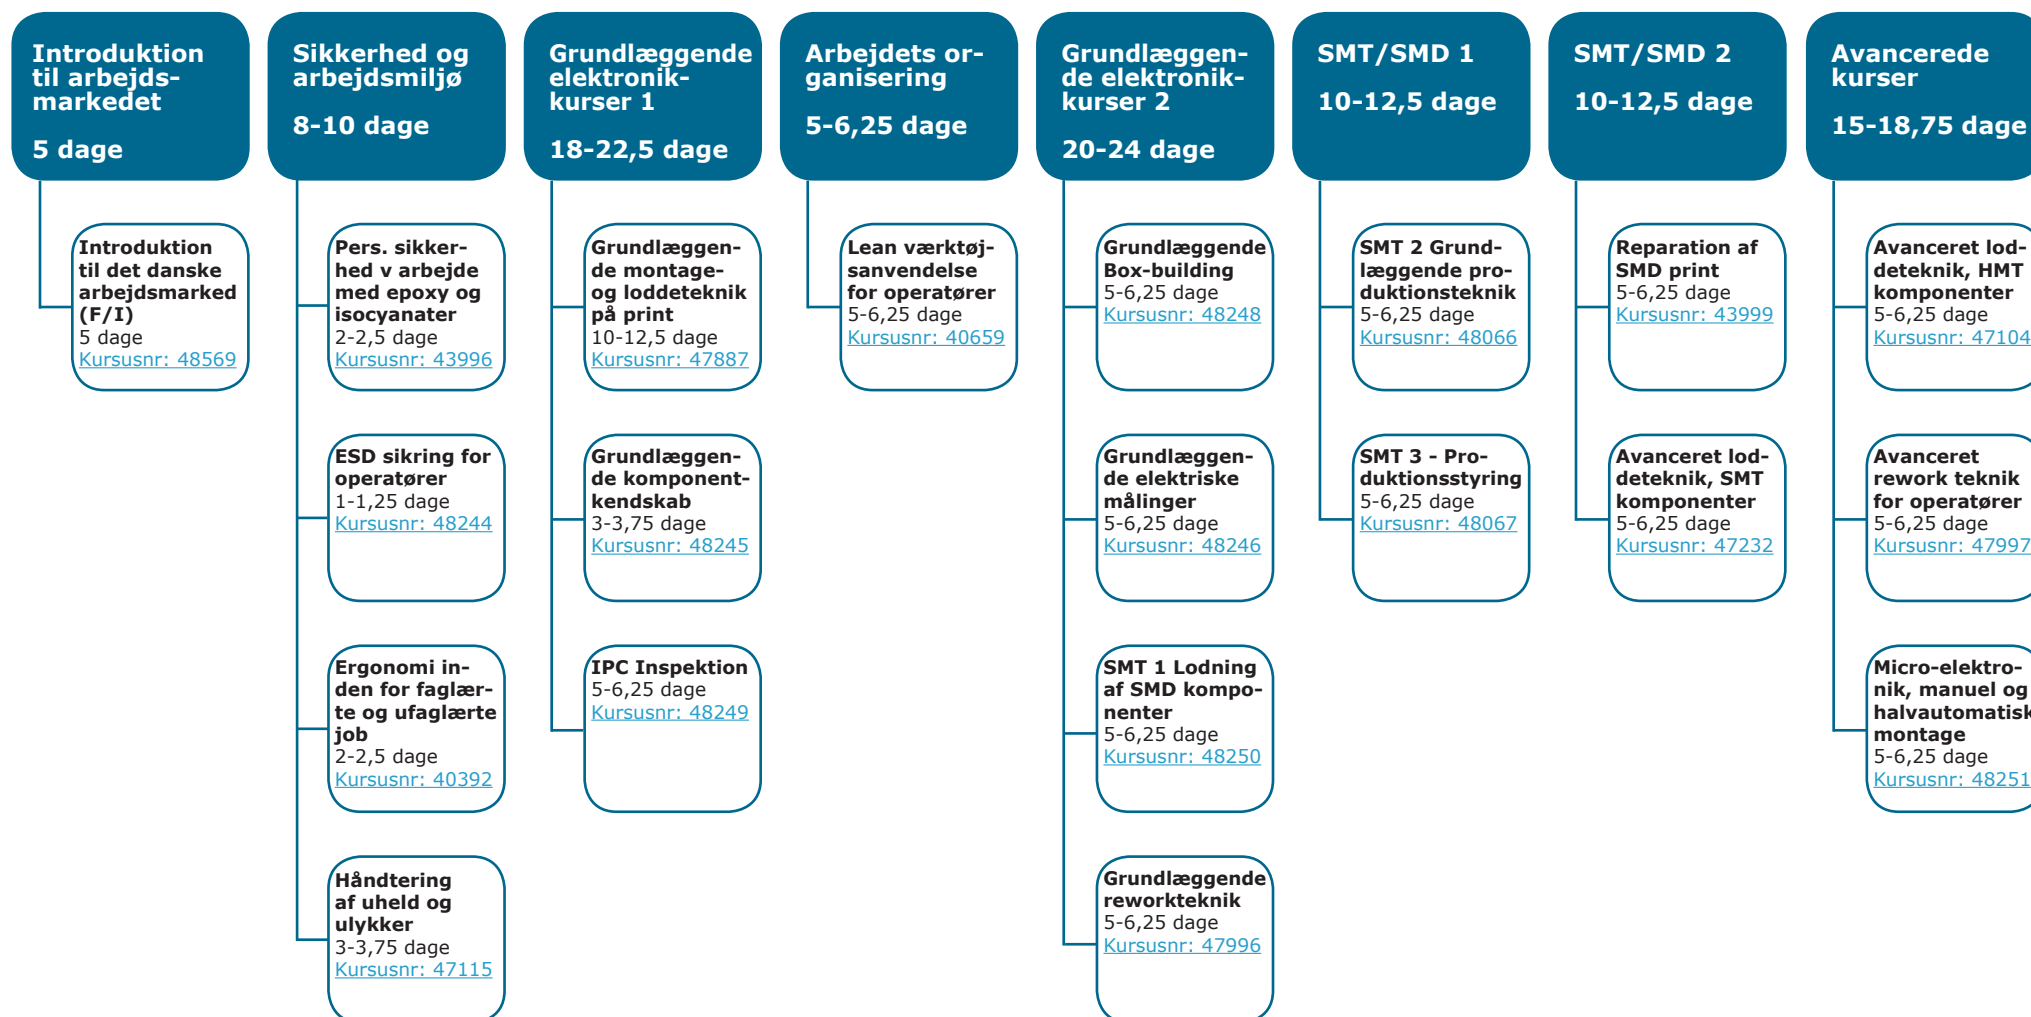 Introduktion
til arbejds-
markedet
5 dage
Introduktion
til det danske
arbejdsmarked
(F/I)
5 dage
Kursusnr: 48569
Sikkerhed og
arbejdsmiljø
8-10 dage
Pers. sikker-
hed v arbejde
med epoxy og
isocyanater
2-2,5 dage
Kursusnr: 43996
ESD sikring for
operatører
1-1,25 dage
Kursusnr: 48244
Ergonomi in-
den for faglær-
te og ufaglærte
job
2-2,5 dage
Kursusnr: 40392
Håndtering
af uheld og
ulykker
3-3,75 dage
Kursusnr: 47115
Grundlæggende
elektronik-
kurser 1
18-22,5 dage
Grundlæggen-
de montage-
og loddeteknik
på print
10-12,5 dage
Kursusnr: 47887
Grundlæggen-
de komponent-
kendskab
3-3,75 dage
Kursusnr: 48245
IPC Inspektion
5-6,25 dage
Kursusnr: 48249
Arbejdets or-
ganisering
5-6,25 dage
Lean værktøj-
sanvendelse
for operatører
5-6,25 dage
Kursusnr: 40659
Grundlæggen-
de elektronik-
kurser 2
20-24 dage
Grundlæggende
Box-building
5-6,25 dage
Kursusnr: 48248
Grundlæggen-
de elektriske
målinger
5-6,25 dage
Kursusnr: 48246
SMT 1 Lodning
af SMD kompo-
nenter
5-6,25 dage
Kursusnr: 48250
Grundlæggende
reworkteknik
5-6,25 dage
Kursusnr: 47996
SMT/SMD 1
10-12,5 dage
SMT 2 Grund-
læggende pro-
duktionsteknik
5-6,25 dage
Kursusnr: 48066
SMT 3 - Pro-
duktionsstyring
5-6,25 dage
Kursusnr: 48067
SMT/SMD 2
10-12,5 dage
Reparation af
SMD print
5-6,25 dage
Kursusnr: 43999
Avanceret lod-
deteknik, SMT
komponenter
5-6,25 dage
Kursusnr: 47232
Avancerede
kurser
15-18,75 dage
Avanceret lod-
deteknik, HMT
komponenter
5-6,25 dage
Kursusnr: 47104
Avanceret
rework teknik
for operatører
5-6,25 dage
Kursusnr: 47997
Micro-elektro-
nik, manuel og
halvautomatisk
montage
5-6,25 dage
Kursusnr: 48251